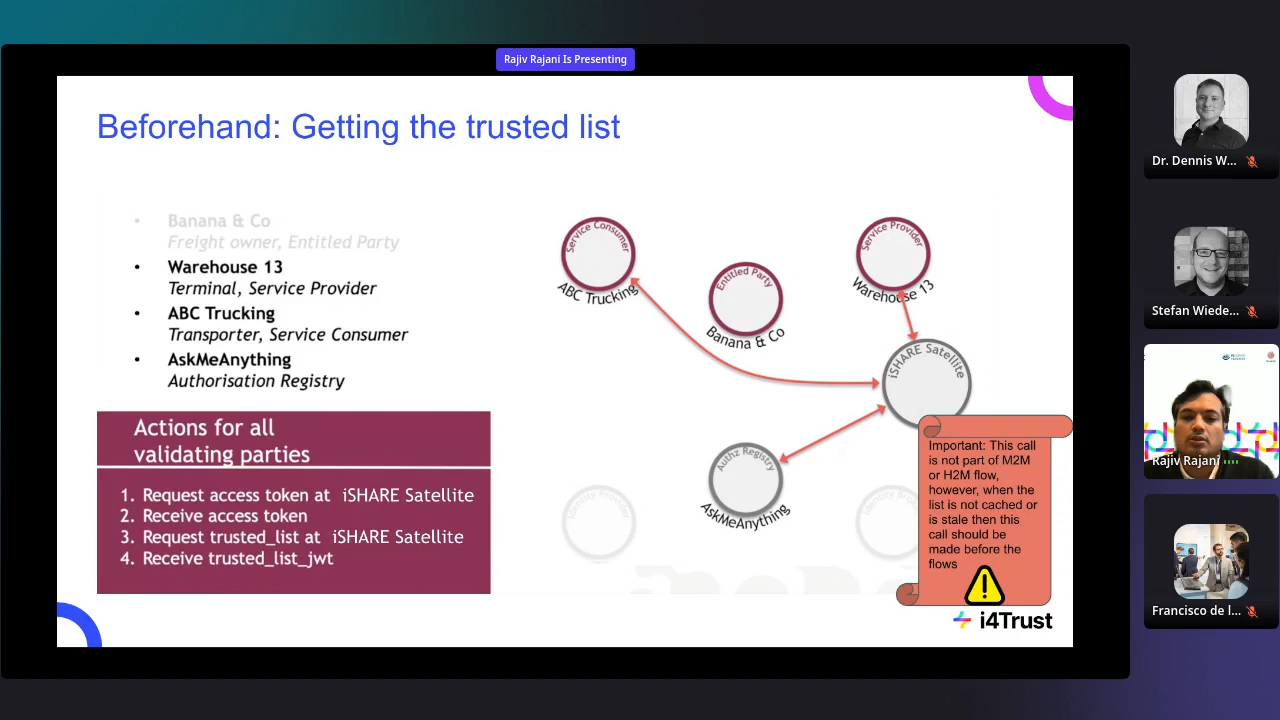 Rajiv Rajani Is Presenting
Beforehand: Getting the trusted list
• Banana & Co
Freight owner, Entitled Party
• Warehouse 13
Terminal, Service Provider
• ABC Trucking
Transporter, Service Consumer
• AskMeAnything
Authorisation Registry
Actions for all
validating parties
1. Request access token at iSHARE Satellite
2. Receive access token
3. Request trusted_list at iSHARE Satellite
4. Receive trusted_list_jwt
Service Consumer
ABC Trucking
Entitled Party
Banana & Co
Service Provider
Warehouse 13
iSHARE Satellite
Authz Registry
AskMeAnything
Identity Provider
Identity
Important: This call
is not part of M2M
or H2M flow,
however, when the
list is not cached or
is stale then this
call should be
made before the
flows
i4Trust
Dr. Dennis W...
Stefan Wiede...
Rajiv Rajani
Francisco de l...